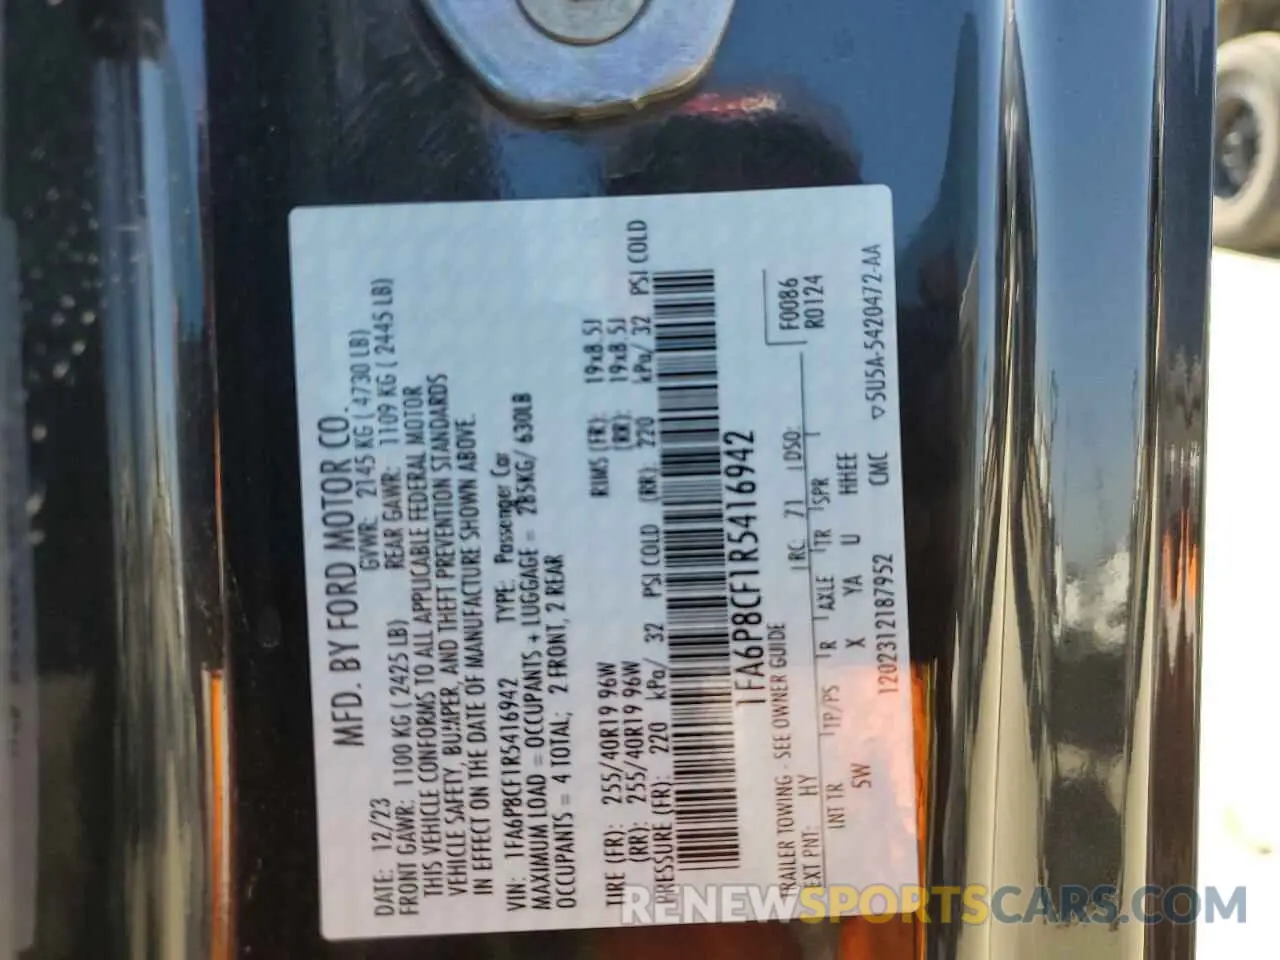 MFD. BY FORD MOTOR CO.
DATE: 12/23 GVWR: 2145 KG ( 4730 LB)
FRONT GAWR: 1100 KG ( 2425 LB) REAR GAWR: 1109 KG ( 2445 LB)
THIS VEHICLE CONFORMS TO ALL APPLICABLE FEDERAL MOTOR
VEHICLE SAFETY, BUMPER, AND THEFT PREVENTION STANDARDS
IN EFFECT ON THE DATE OF MANUFACTURE SHOWN ABOVE.
VIN: 1FA6P8CF1R5416942 TYPE: Passenger Car
MAXIMUM LOAD = OCCUPANTS + LUGGAGE = 285KG/ 630LB
OCCUPANTS = 4 TOTAL; 2 FRONT, 2 REAR
TIRE (FR): 255/40R19 96W RIMS (FR): 19x8.5J
(RR): 255/40R19 96W (RR): 19x8.5J
PRESSURE (FR): 220 kPa/ 32 PSI COLD (RR): 220 kPa/ 32 PSI COLD
1FA6P8CF1R5416942
TRAILER TOWING - SEE OWNER GUIDE
F0086
R0124
EXT PNT: HY RC: 71 DSO:
INT TR TP/PS R AXLE TR SPR
5W X YA U HHEE
1202312187952 CMC ▽5U5A-5420472-AA
RENEWSPORTSCARS.COM